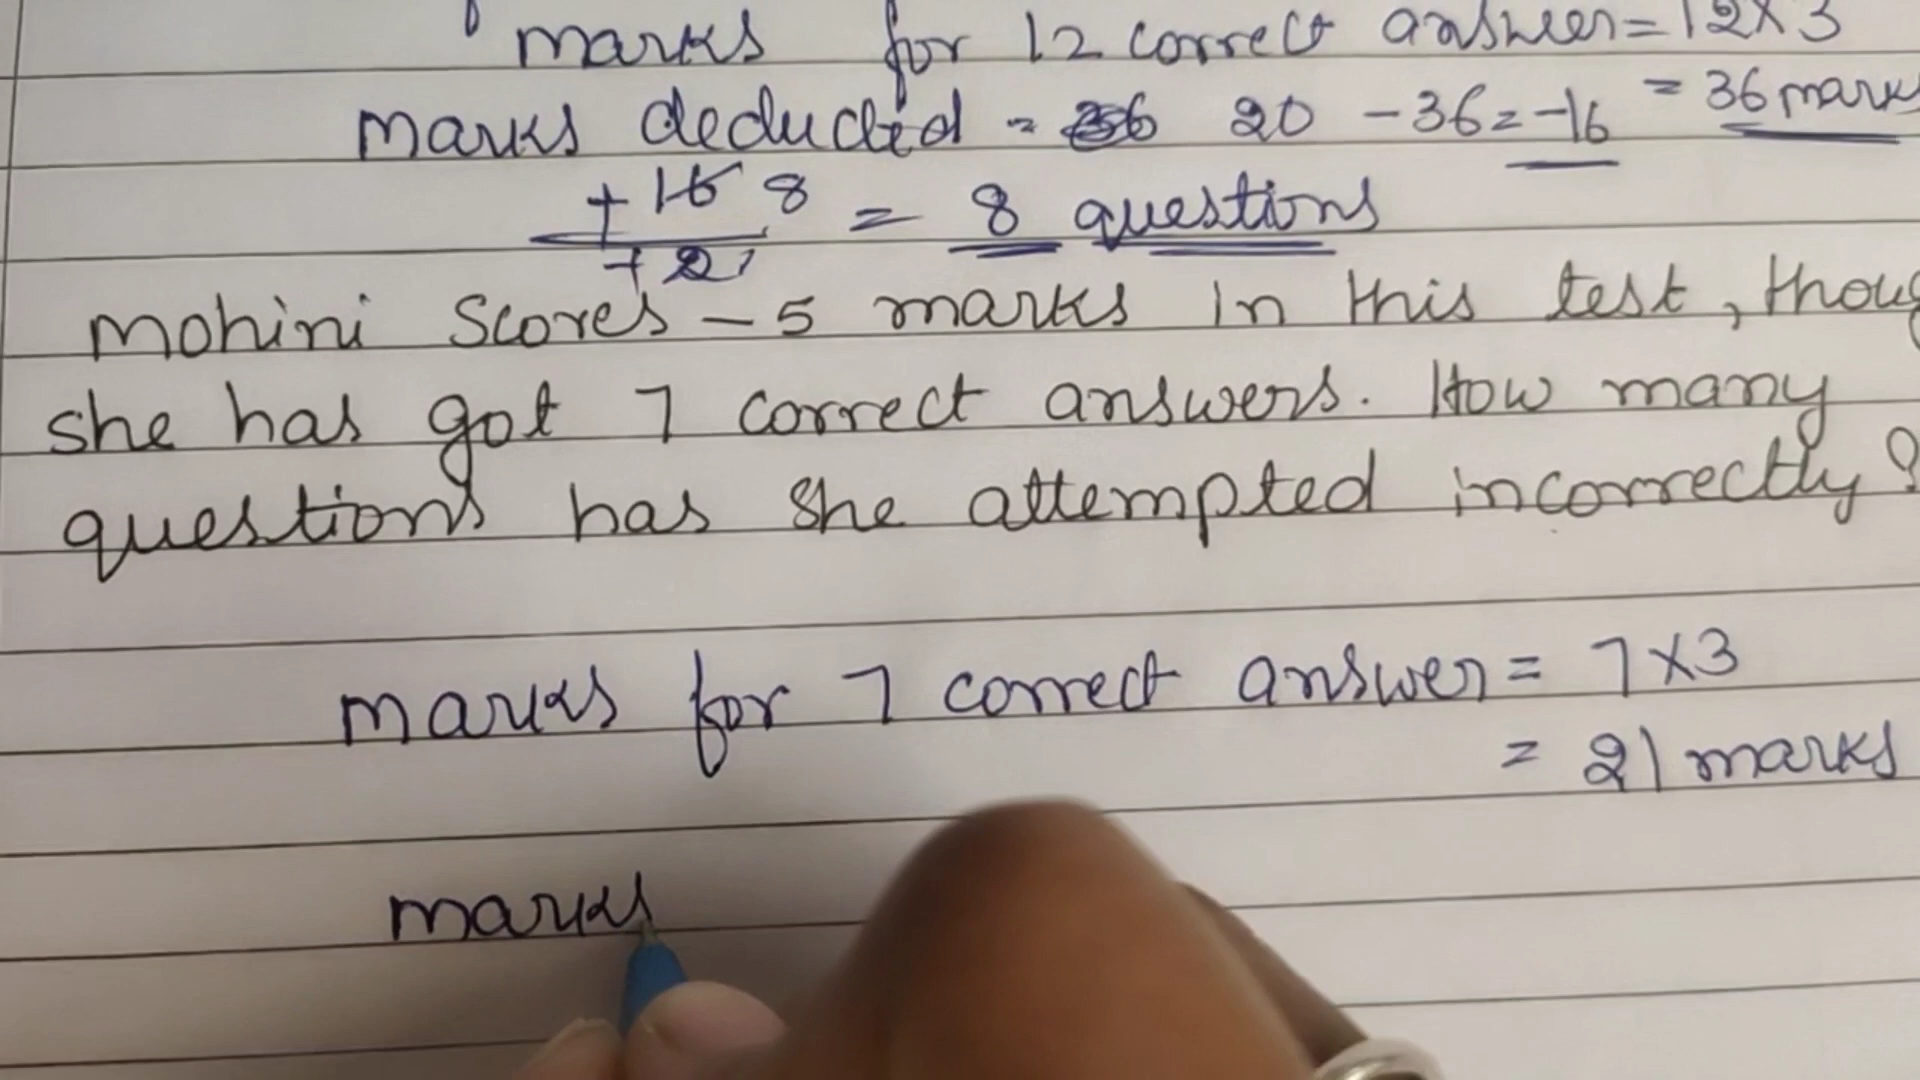 marks for 12 correct answer = 12 x 3
marks deducted = 20 - 36 = -16 = 36 marks
+ 16 8 = 8 questions
+ 2
mohini scores -5 marks in this test, thoug
she has got 7 correct answers. How many
questions has she attempted incorrectly?
marks for 7 correct answer = 7 x 3
= 21 marks
marks